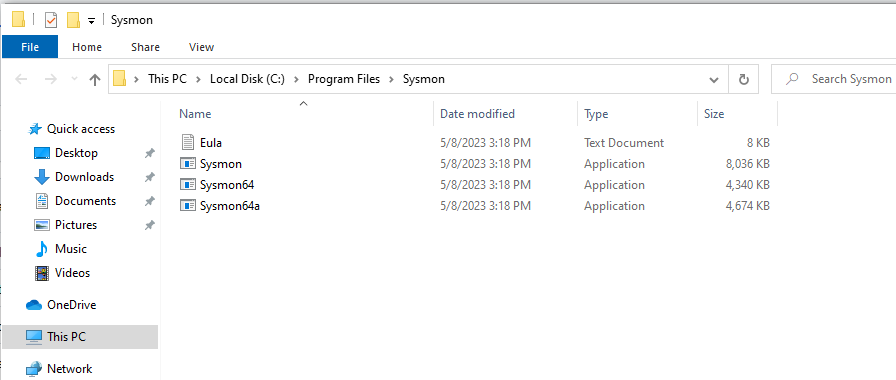 Sysmon
File Home Share View
This PC Local Disk (C:) Program Files Sysmon Search Sysmon
Name Date modified Type Size
Quick access
Desktop
Downloads
Documents
Pictures
Music
Videos
OneDrive
This PC
Network
Eula 5/8/2023 3:18 PM Text Document 8 KB
Sysmon 5/8/2023 3:18 PM Application 8,036 KB
Sysmon64 5/8/2023 3:18 PM Application 4,340 KB
Sysmon64a 5/8/2023 3:18 PM Application 4,674 KB